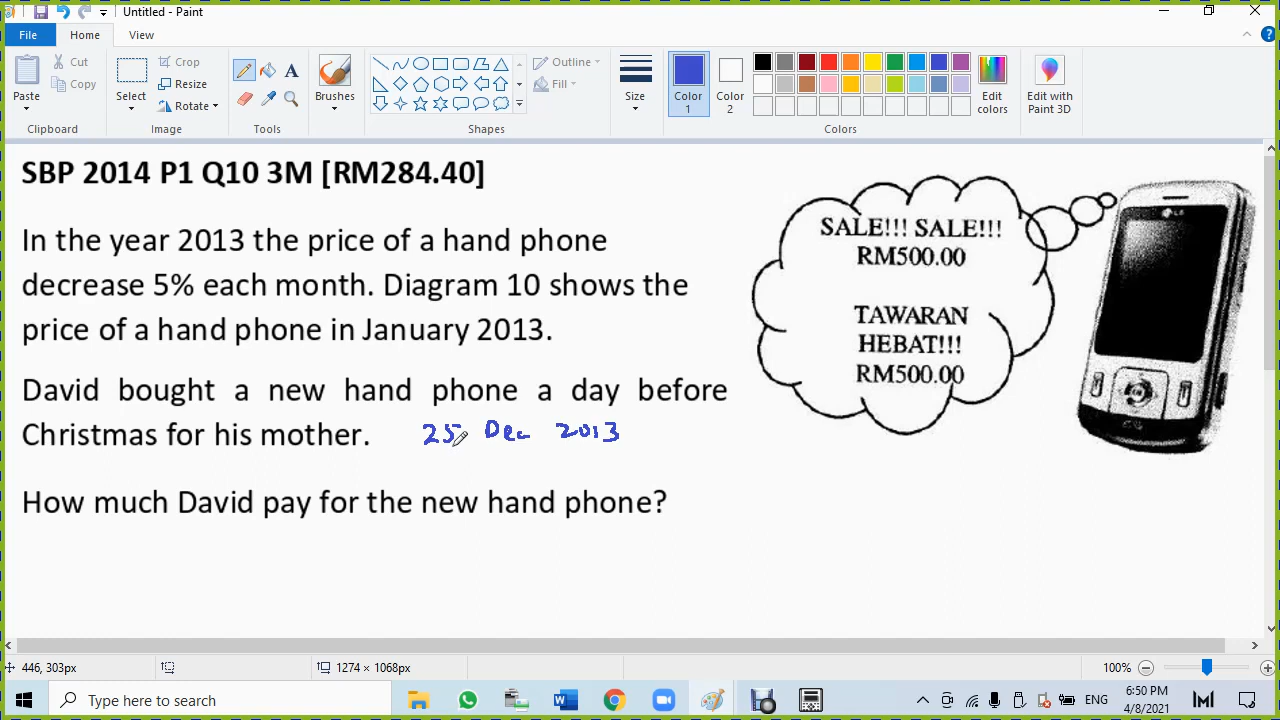 Untitled - Paint
File
Home
View
Paste
Cut
Copy
Clipboard
Select
Crop
Resize
Rotate
Image
Tools
Brushes
Shapes
Outline
Fill
Size
Color 1
Color 2
Edit colors
Colors
Edit with Paint 3D
SBP 2014 P1 Q10 3M [RM284.40]
In the year 2013 the price of a hand phone
decrease 5% each month. Diagram 10 shows the
price of a hand phone in January 2013.
David bought a new hand phone a day before
Christmas for his mother.
25 Dec 2013
How much David pay for the new hand phone?
SALE!!! SALE!!!
RM500.00
TAWARAN
HEBAT!!!
RM500.00
LG
446, 303px
1274 × 1068px
100%
Type here to search
ENG
6:50 PM
4/8/2021